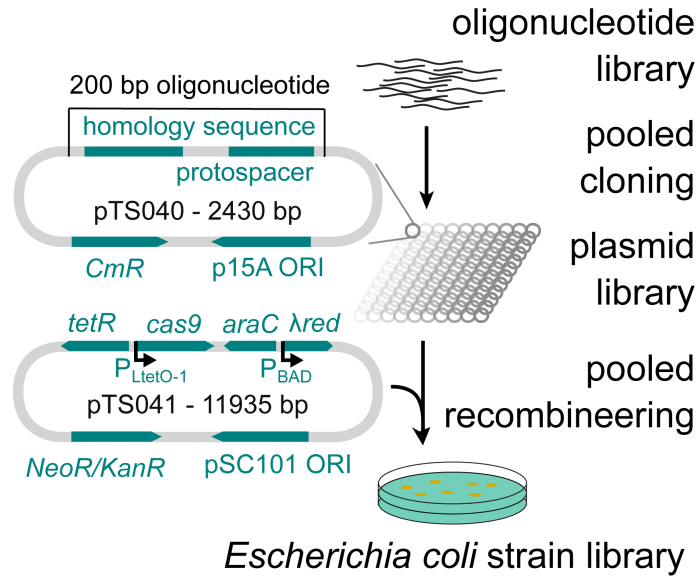 oligonucleotide
library
200 bp oligonucleotide
homology sequence
protospacer
pTS040 - 2430 bp
CmR
p15A ORI
pooled
cloning
plasmid
library
tetR
cas9
araC
λred
PLtetO-1
PBAD
pTS041 - 11935 bp
NeoR/KanR
pSC101 ORI
pooled
recombineering
Escherichia coli strain library